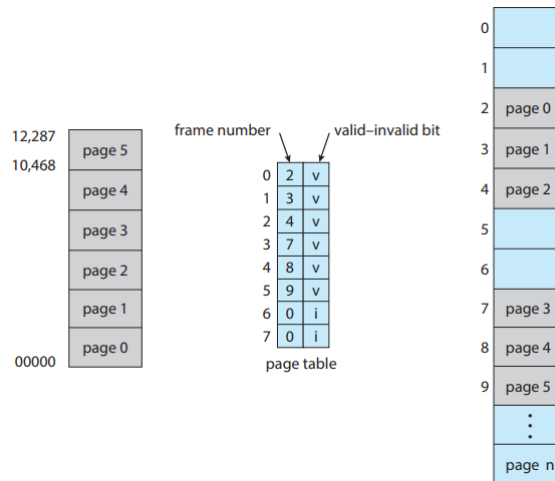 12,287
10,468
page 5
page 4
page 3
page 2
page 1
page 0
00000
frame number
valid–invalid bit
0 2 v
1 3 v
2 4 v
3 7 v
4 8 v
5 9 v
6 0 i
7 0 i
page table
0
1
2 page 0
3 page 1
4 page 2
5
6
7 page 3
8 page 4
9 page 5
page n